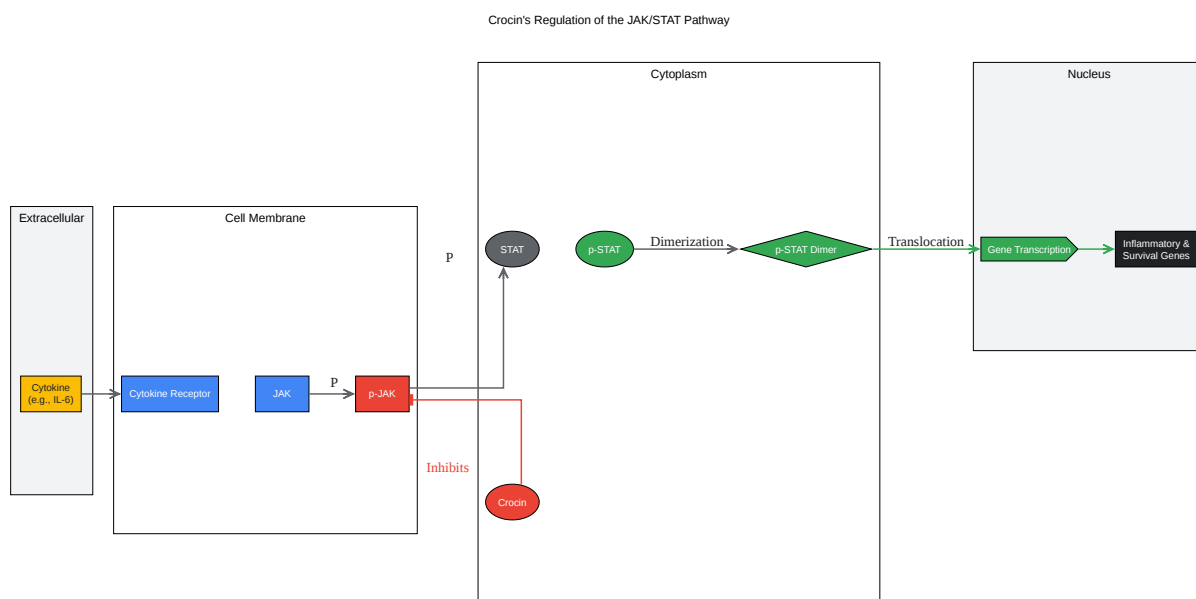 Crocin's Regulation of the JAK/STAT Pathway
Extracellular
Cytokine
(e.g., IL-6)
Cell Membrane
Cytokine Receptor
JAK
P
p-JAK
P
Inhibits
Cytoplasm
STAT
p-STAT
Dimerization
p-STAT Dimer
Crocin
Translocation
Nucleus
Gene Transcription
Inflammatory &
Survival Genes